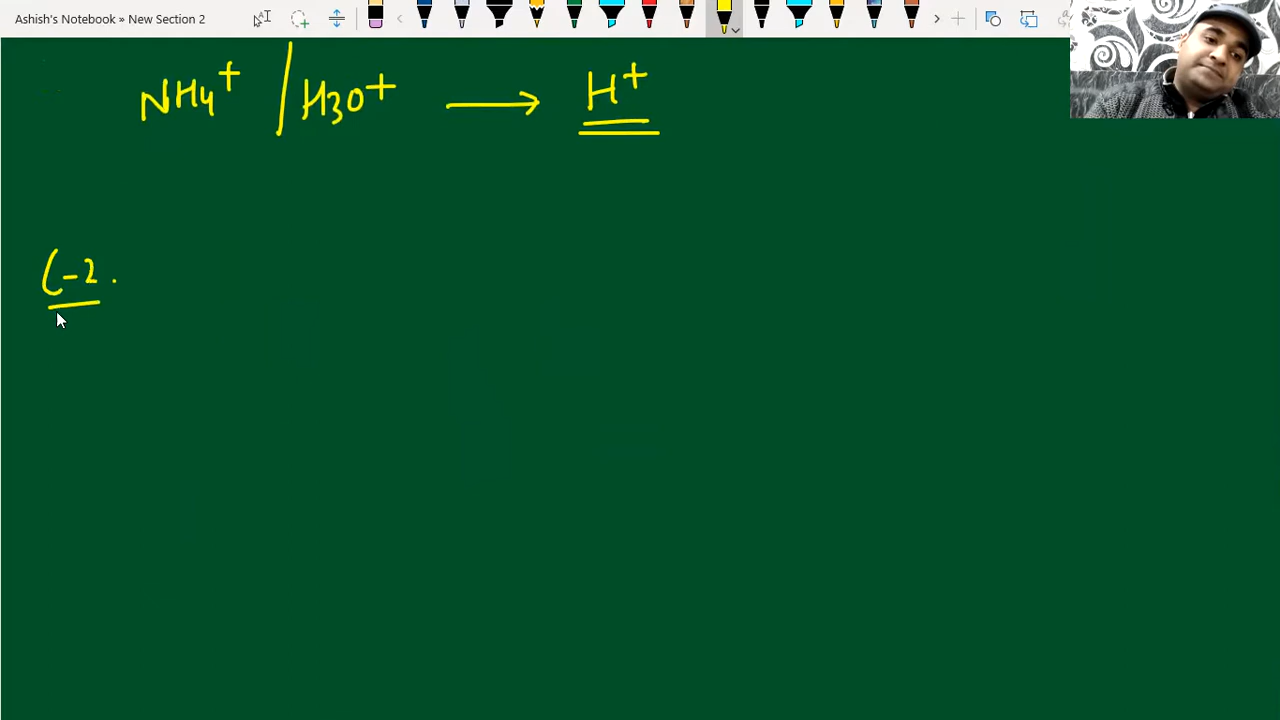 Ashish's Notebook » New Section 2
NH4+ / H3O+ → H+
C-2.